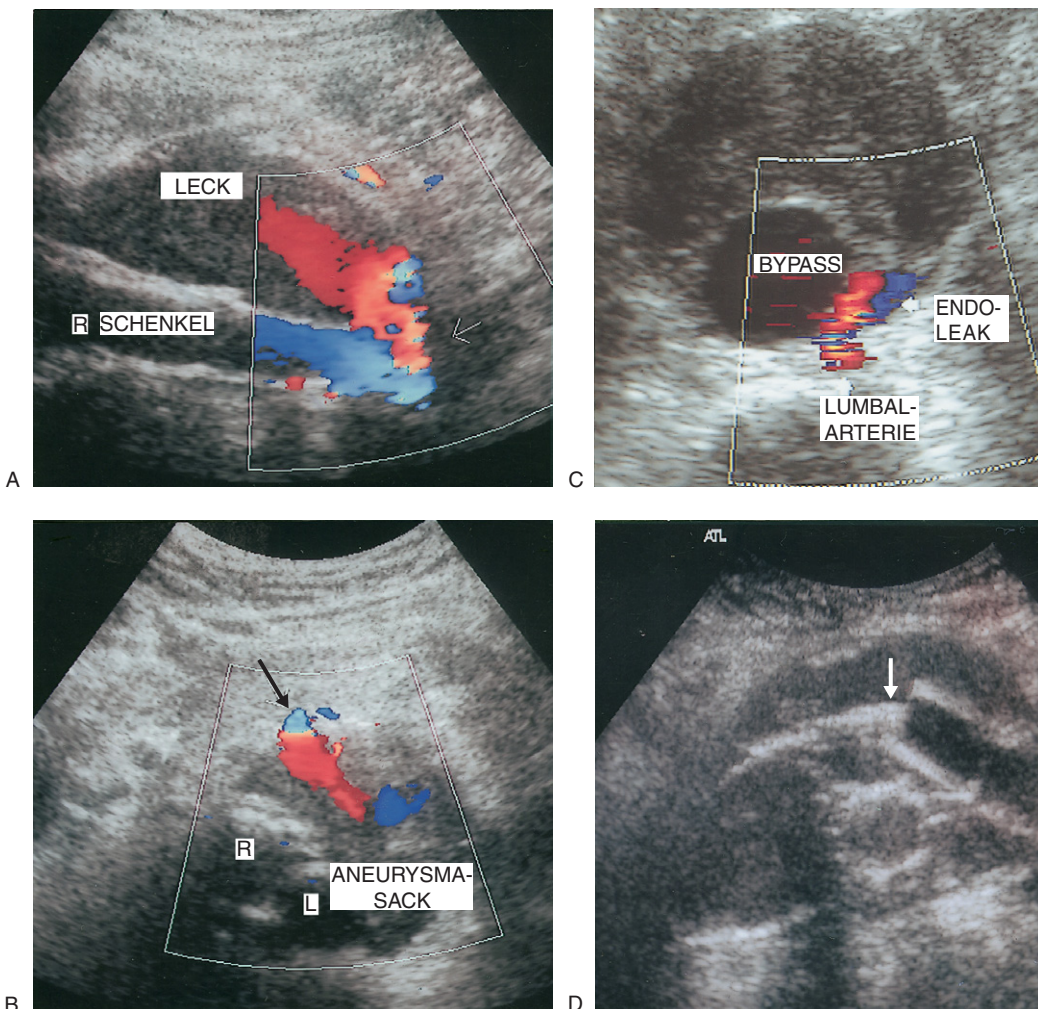 LECK
R SCHENKEL
A
BYPASS
ENDO-
LEAK
LUMBAL-
ARTERIE
C
R
L
ANEURYSMA-
SACK
B
ATL
D